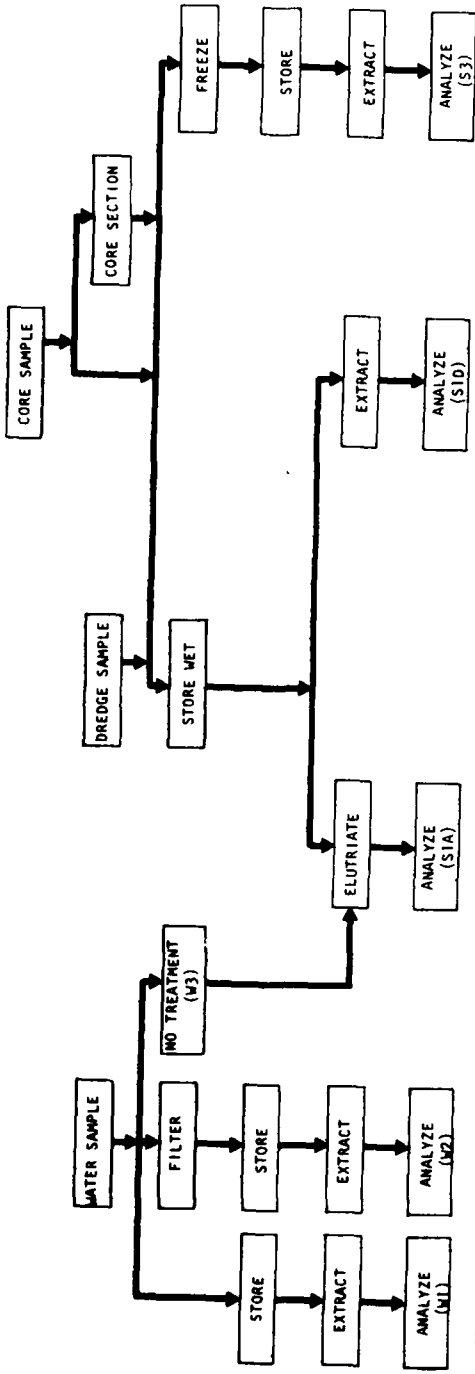 WATER SAMPLE
DREDGE SAMPLE
CORE SAMPLE
CORE SECTION
NO TREATMENT
(W3)
FILTER
STORE WET
FREEZE
STORE
STORE
STORE
EXTRACT
EXTRACT
ELUTRIATE
EXTRACT
EXTRACT
ANALYZE
(W1)
ANALYZE
(W2)
ANALYZE
(S1A)
ANALYZE
(S1D)
ANALYZE
(S3)